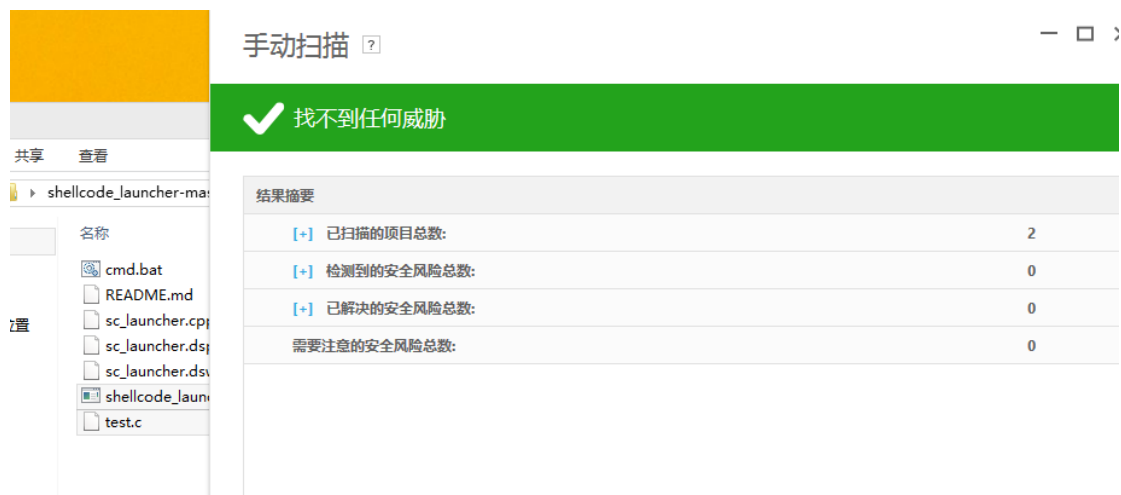 手动扫描 ?
找不到任何威胁
共享 查看
shellcode_launcher-mas
名称
cmd.bat
README.md
sc_launcher.cpp
sc_launcher.dsp
sc_launcher.dsw
shellcode_laun
test.c
位置
结果摘要
[+] 已扫描的项目总数: 2
[+] 检测到的安全风险总数: 0
[+] 已解决的安全风险总数: 0
需要注意的安全风险总数: 0